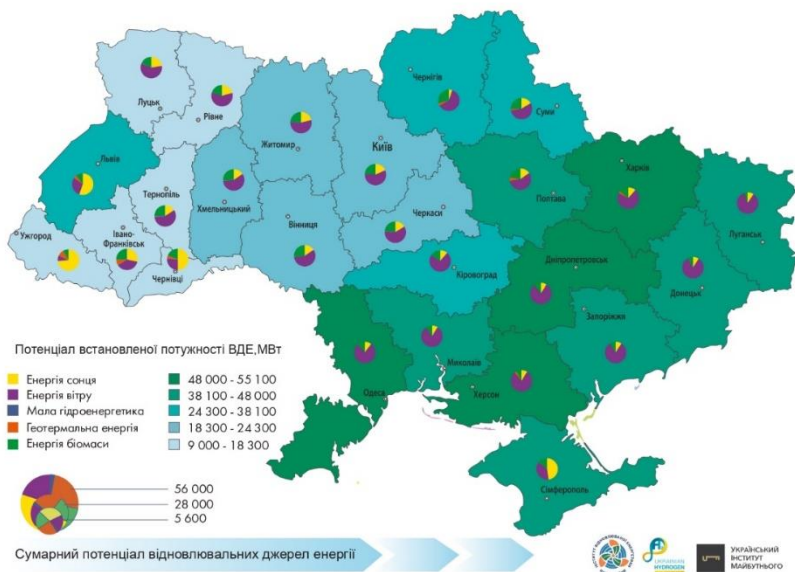 Чернігів
Луцьк
Рівне
Суми
Житомир
Київ
Львів
Харків
Тернопіль
Хмельницький
Полтава
Черкаси
Вінниця
Луганськ
Ужгород
Івано-
Франківськ
Чернівці
Кіровоград
Дніпропетровськ
Донецьк
Запоріжжя
Миколаїв
Одеса
Херсон
Сімферополь
Потенціал встановленої потужності ВДЕ,МВт
Енергія сонця
Енергія вітру
Мала гідроенергетика
Геотермальна енергія
Енергія біомаси
48 000 - 55 100
38 100 - 48 000
24 300 - 38 100
18 300 - 24 300
9 000 - 18 300
56 000
28 000
5 600
Сумарний потенціал відновлювальних джерел енергії
UKRAINIAN
HYDROGEN
УКРАЇНСЬКИЙ
ІНСТИТУТ
МАЙБУТНЬОГО